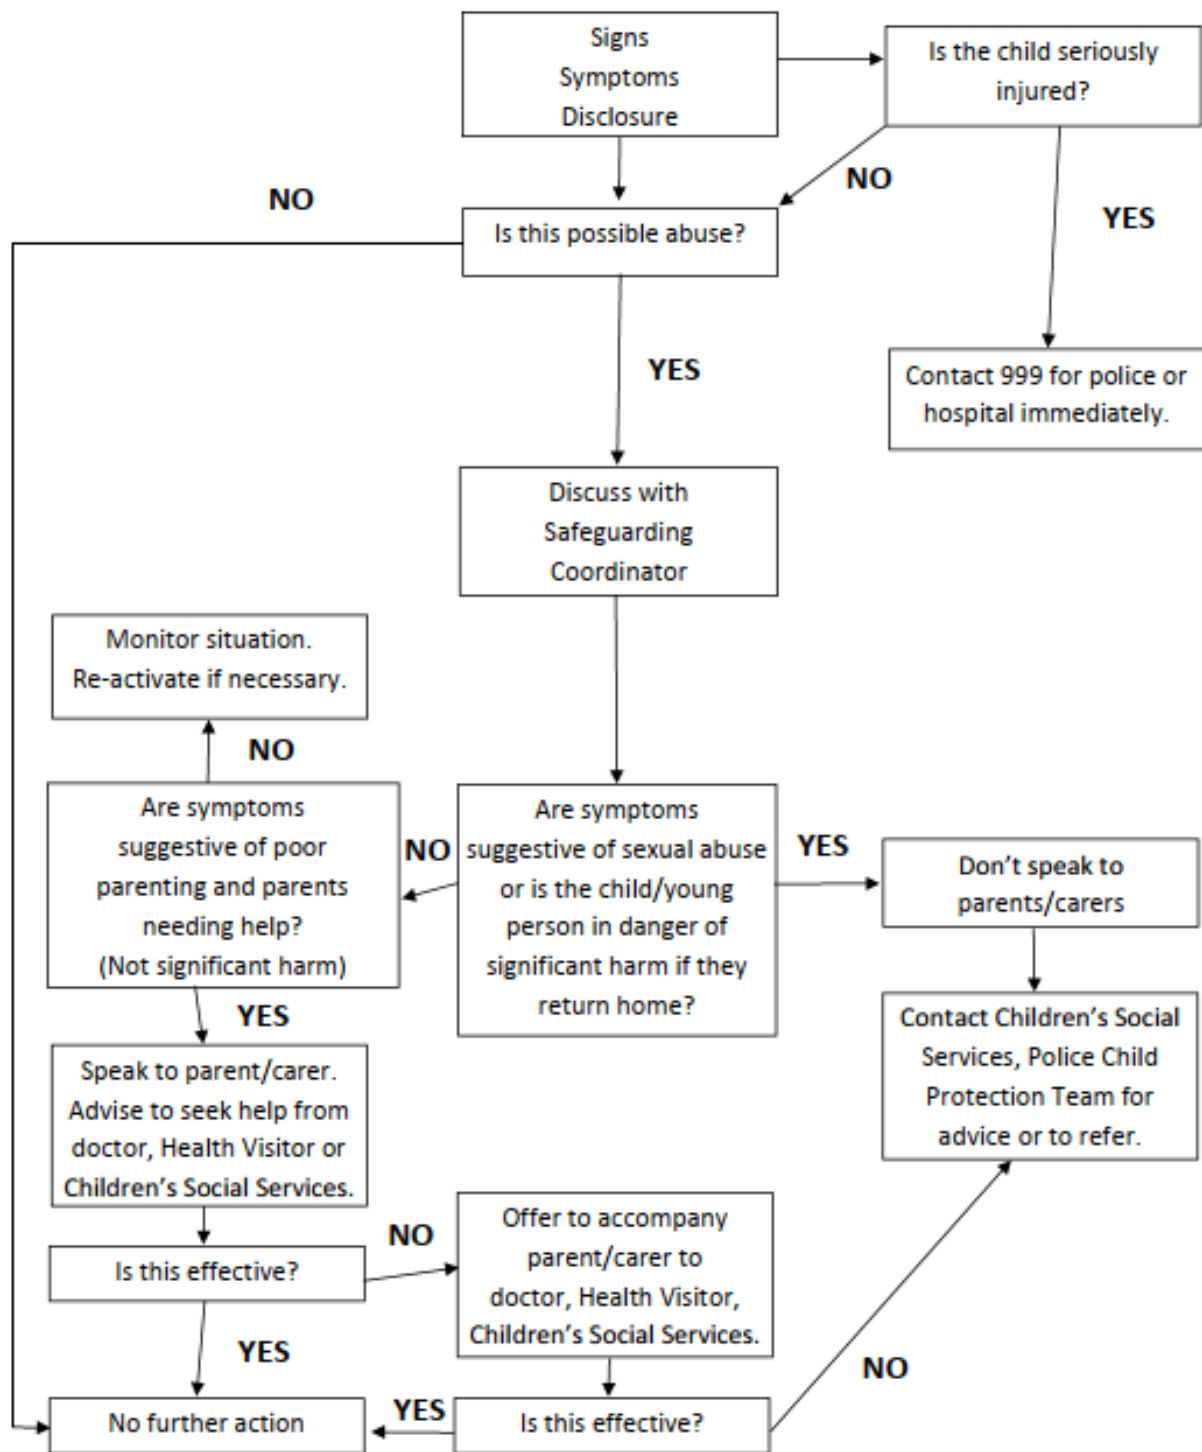 Signs
Symptoms
Disclosure
Is the child seriously
injured?
NO
NO
YES
Is this possible abuse?
YES
Contact 999 for police or
hospital immediately.
Discuss with
Safeguarding
Coordinator
Monitor situation.
Re-activate if necessary.
NO
Are symptoms
suggestive of poor
parenting and parents
needing help?
(Not significant harm)
NO
Are symptoms
suggestive of sexual abuse
or is the child/young
person in danger of
significant harm if they
return home?
YES
Don’t speak to
parents/carers
YES
Contact Children’s Social
Services, Police Child
Protection Team for
advice or to refer.
Speak to parent/carer.
Advise to seek help from
doctor, Health Visitor or
Children’s Social Services.
NO
Offer to accompany
parent/carer to
doctor, Health Visitor,
Children’s Social Services.
Is this effective?
YES
NO
No further action
YES
Is this effective?